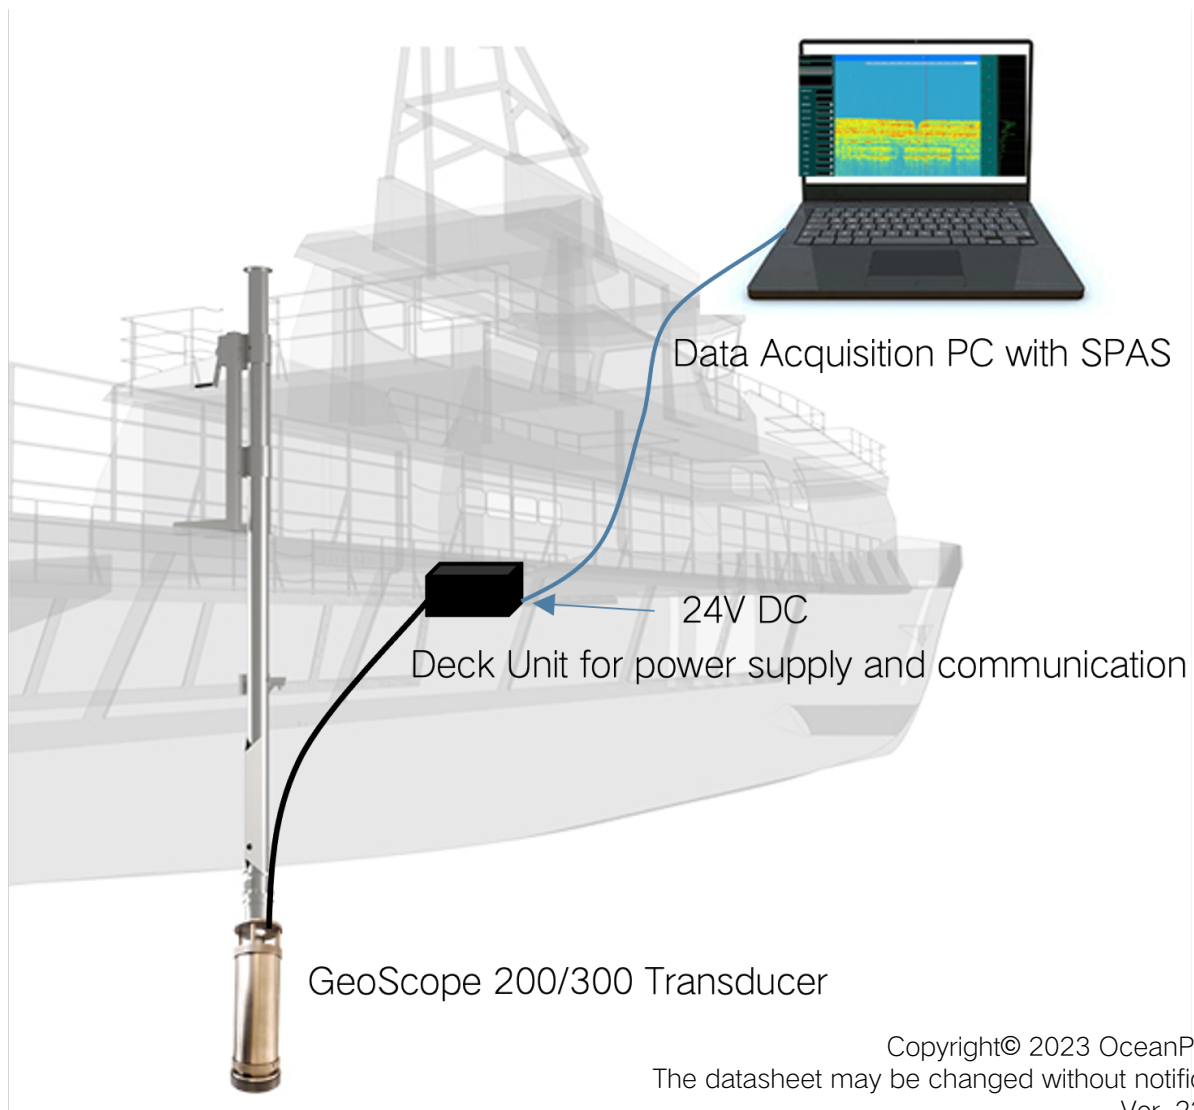 Data Acquisition PC with SPAS
24V DC
Deck Unit for power supply and communication
GeoScope 200/300 Transducer
Copyright© 2023
The datasheet may be changed without
Ver.